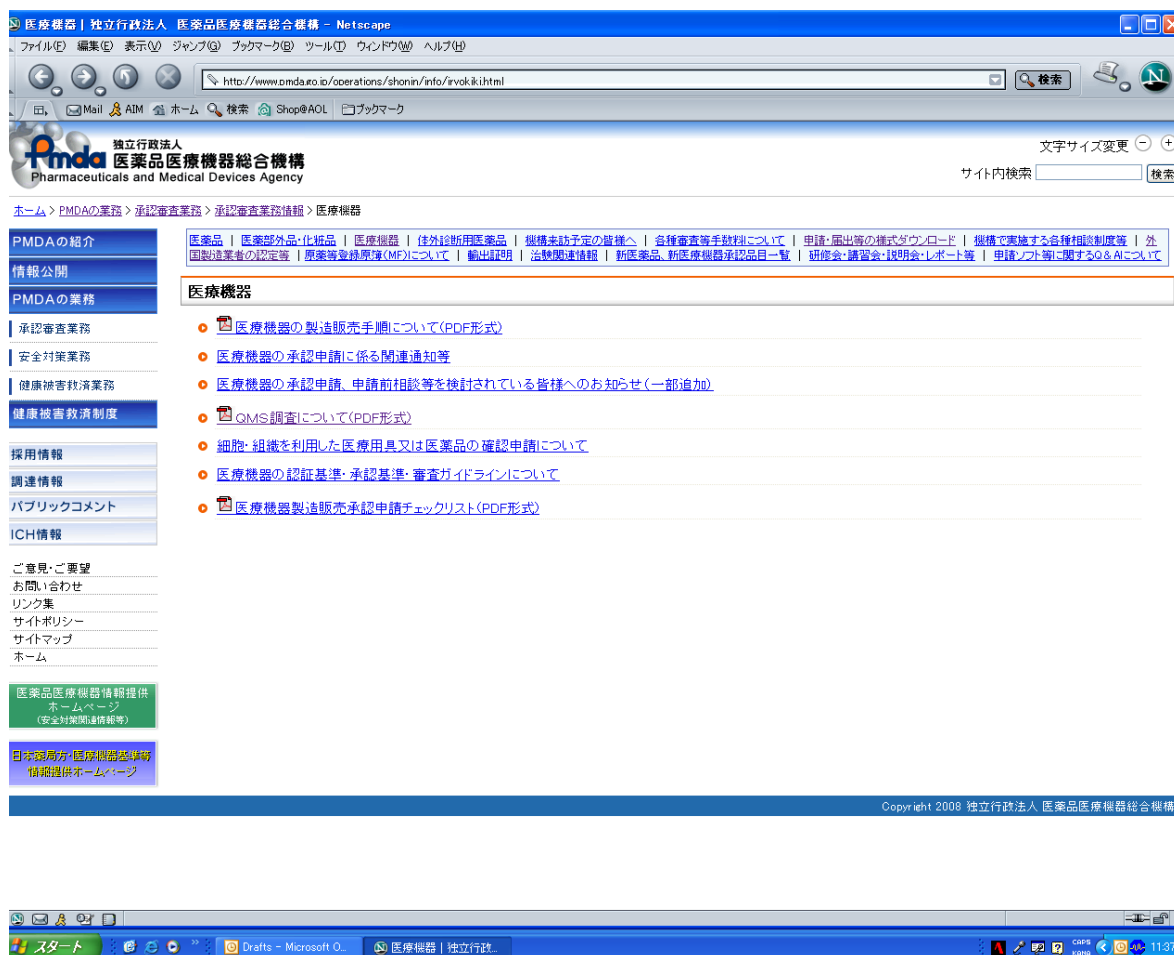 医療機器 | 独立行政法人 医薬品医療機器総合機構 - Netscape
ファイル(F) 編集(E) 表示(V) ジャンプ(G) ブックマーク(B) ツール(T) ウィンドウ(W) ヘルプ(H)
http://www.pmda.go.jp/operations/shonin/info/iryokiki.html
検索
Mail AIM ホーム 検索 Shop@AOL ブックマーク
Pmda 独立行政法人
医薬品医療機器総合機構
Pharmaceuticals and Medical Devices Agency
文字サイズ変更
サイト内検索 検索
ホーム > PMDAの業務 > 承認審査業務 > 承認審査業務情報 > 医療機器
PMDAの紹介
情報公開
PMDAの業務
承認審査業務
安全対策業務
健康被害救済業務
健康被害救済制度
採用情報
調達情報
パブリックコメント
ICH情報
ご意見・ご要望
お問い合わせ
リンク集
サイトポリシー
サイトマップ
ホーム
医薬品医療機器情報提供
ホームページ
(安全対策関連情報等)
日本薬局方・医療機器基準等
情報提供ホームページ
医薬品 | 医薬部外品・化粧品 | 医療機器 | 体外診断用医薬品 | 機構来訪予定の皆様へ | 各種審査等手数料について | 申請・届出等の様式ダウンロード | 機構で実施する各種相談制度等 | 外
国製造業者の認定等 | 原薬等登録原簿(MF)について | 輸出証明 | 治験関連情報 | 新医薬品、新医療機器承認品目一覧 | 研修会・講習会・説明会・レポート等 | 申請ソフト等に関するQ&Aについて
医療機器
医療機器の製造販売手順について(PDF形式)
医療機器の承認申請に係る関連通知等
医療機器の承認申請、申請前相談等を検討されている皆様へのお知らせ(一部追加)
QMS調査について(PDF形式)
細胞・組織を利用した医療用具又は医薬品の確認申請について
医療機器の認証基準・承認基準・審査ガイドラインについて
医療機器製造販売承認申請チェックリスト(PDF形式)
Copyright 2008 独立行政法人 医薬品医療機器総合機構
スタート
Drafts - Microsoft O...
医療機器 | 独立行政...
CAPS
KANA
11:37